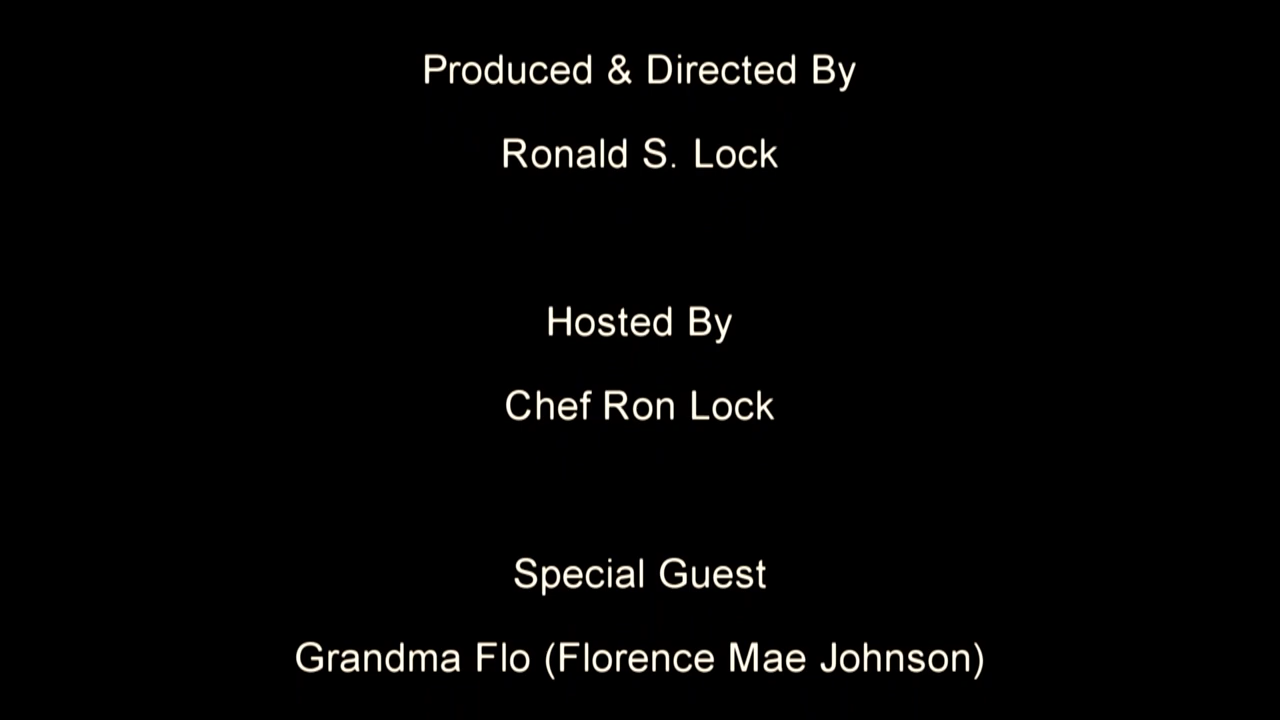 Produced & Directed By
Ronald S. Lock
Hosted By
Chef Ron Lock
Special Guest
Grandma Flo (Florence Mae Johnson)